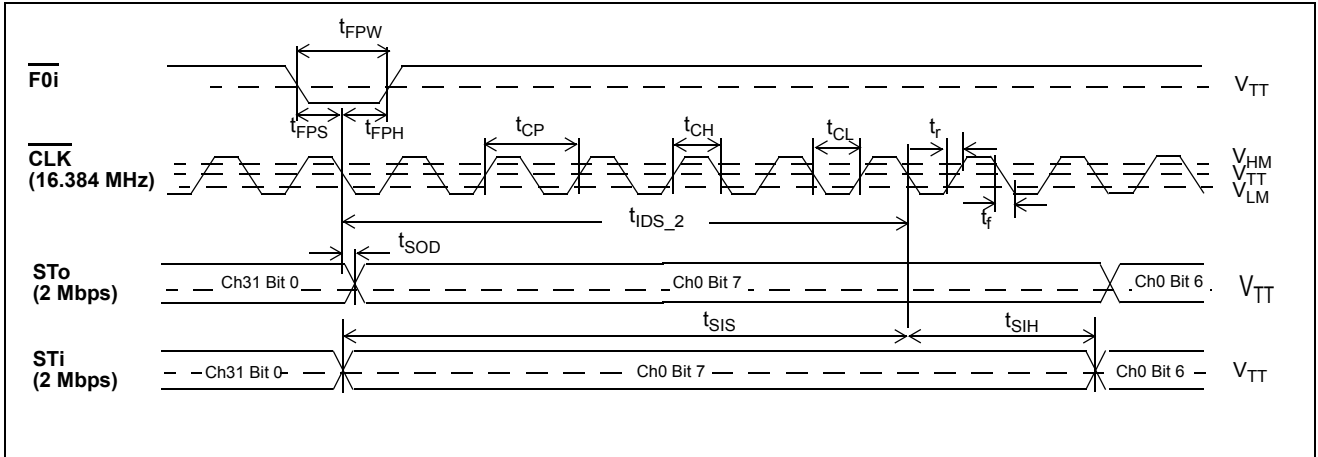 tFPW
F0i
VTT
tFPS
tFPH
tCP
tCH
tCL
tr
CLK
(16.384 MHz)
VHM
VTT
VLM
tIDS_2
tf
tSOD
STo
(2 Mbps)
Ch31 Bit 0
Ch0 Bit 7
Ch0 Bit 6
VTT
tSIS
tSIH
STi
(2 Mbps)
Ch31 Bit 0
Ch0 Bit 7
Ch0 Bit 6
VTT